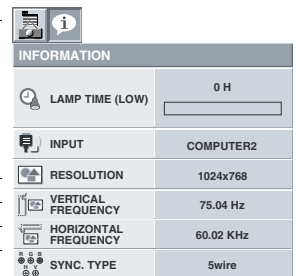 INFORMATION
LAMP TIME (LOW)
0 H
INPUT
COMPUTER2
RESOLUTION
1024x768
VERTICAL
FREQUENCY
75.04 Hz
HORIZONTAL
FREQUENCY
60.02 KHz
R G B
H V
SYNC. TYPE
5wire